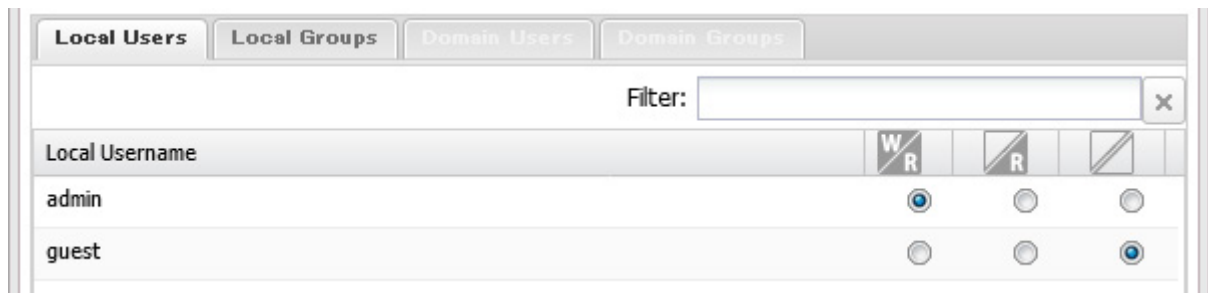 Local Users Local Groups Domain Users Domain Groups
Filter:
Local Username W/R R
admin
guest